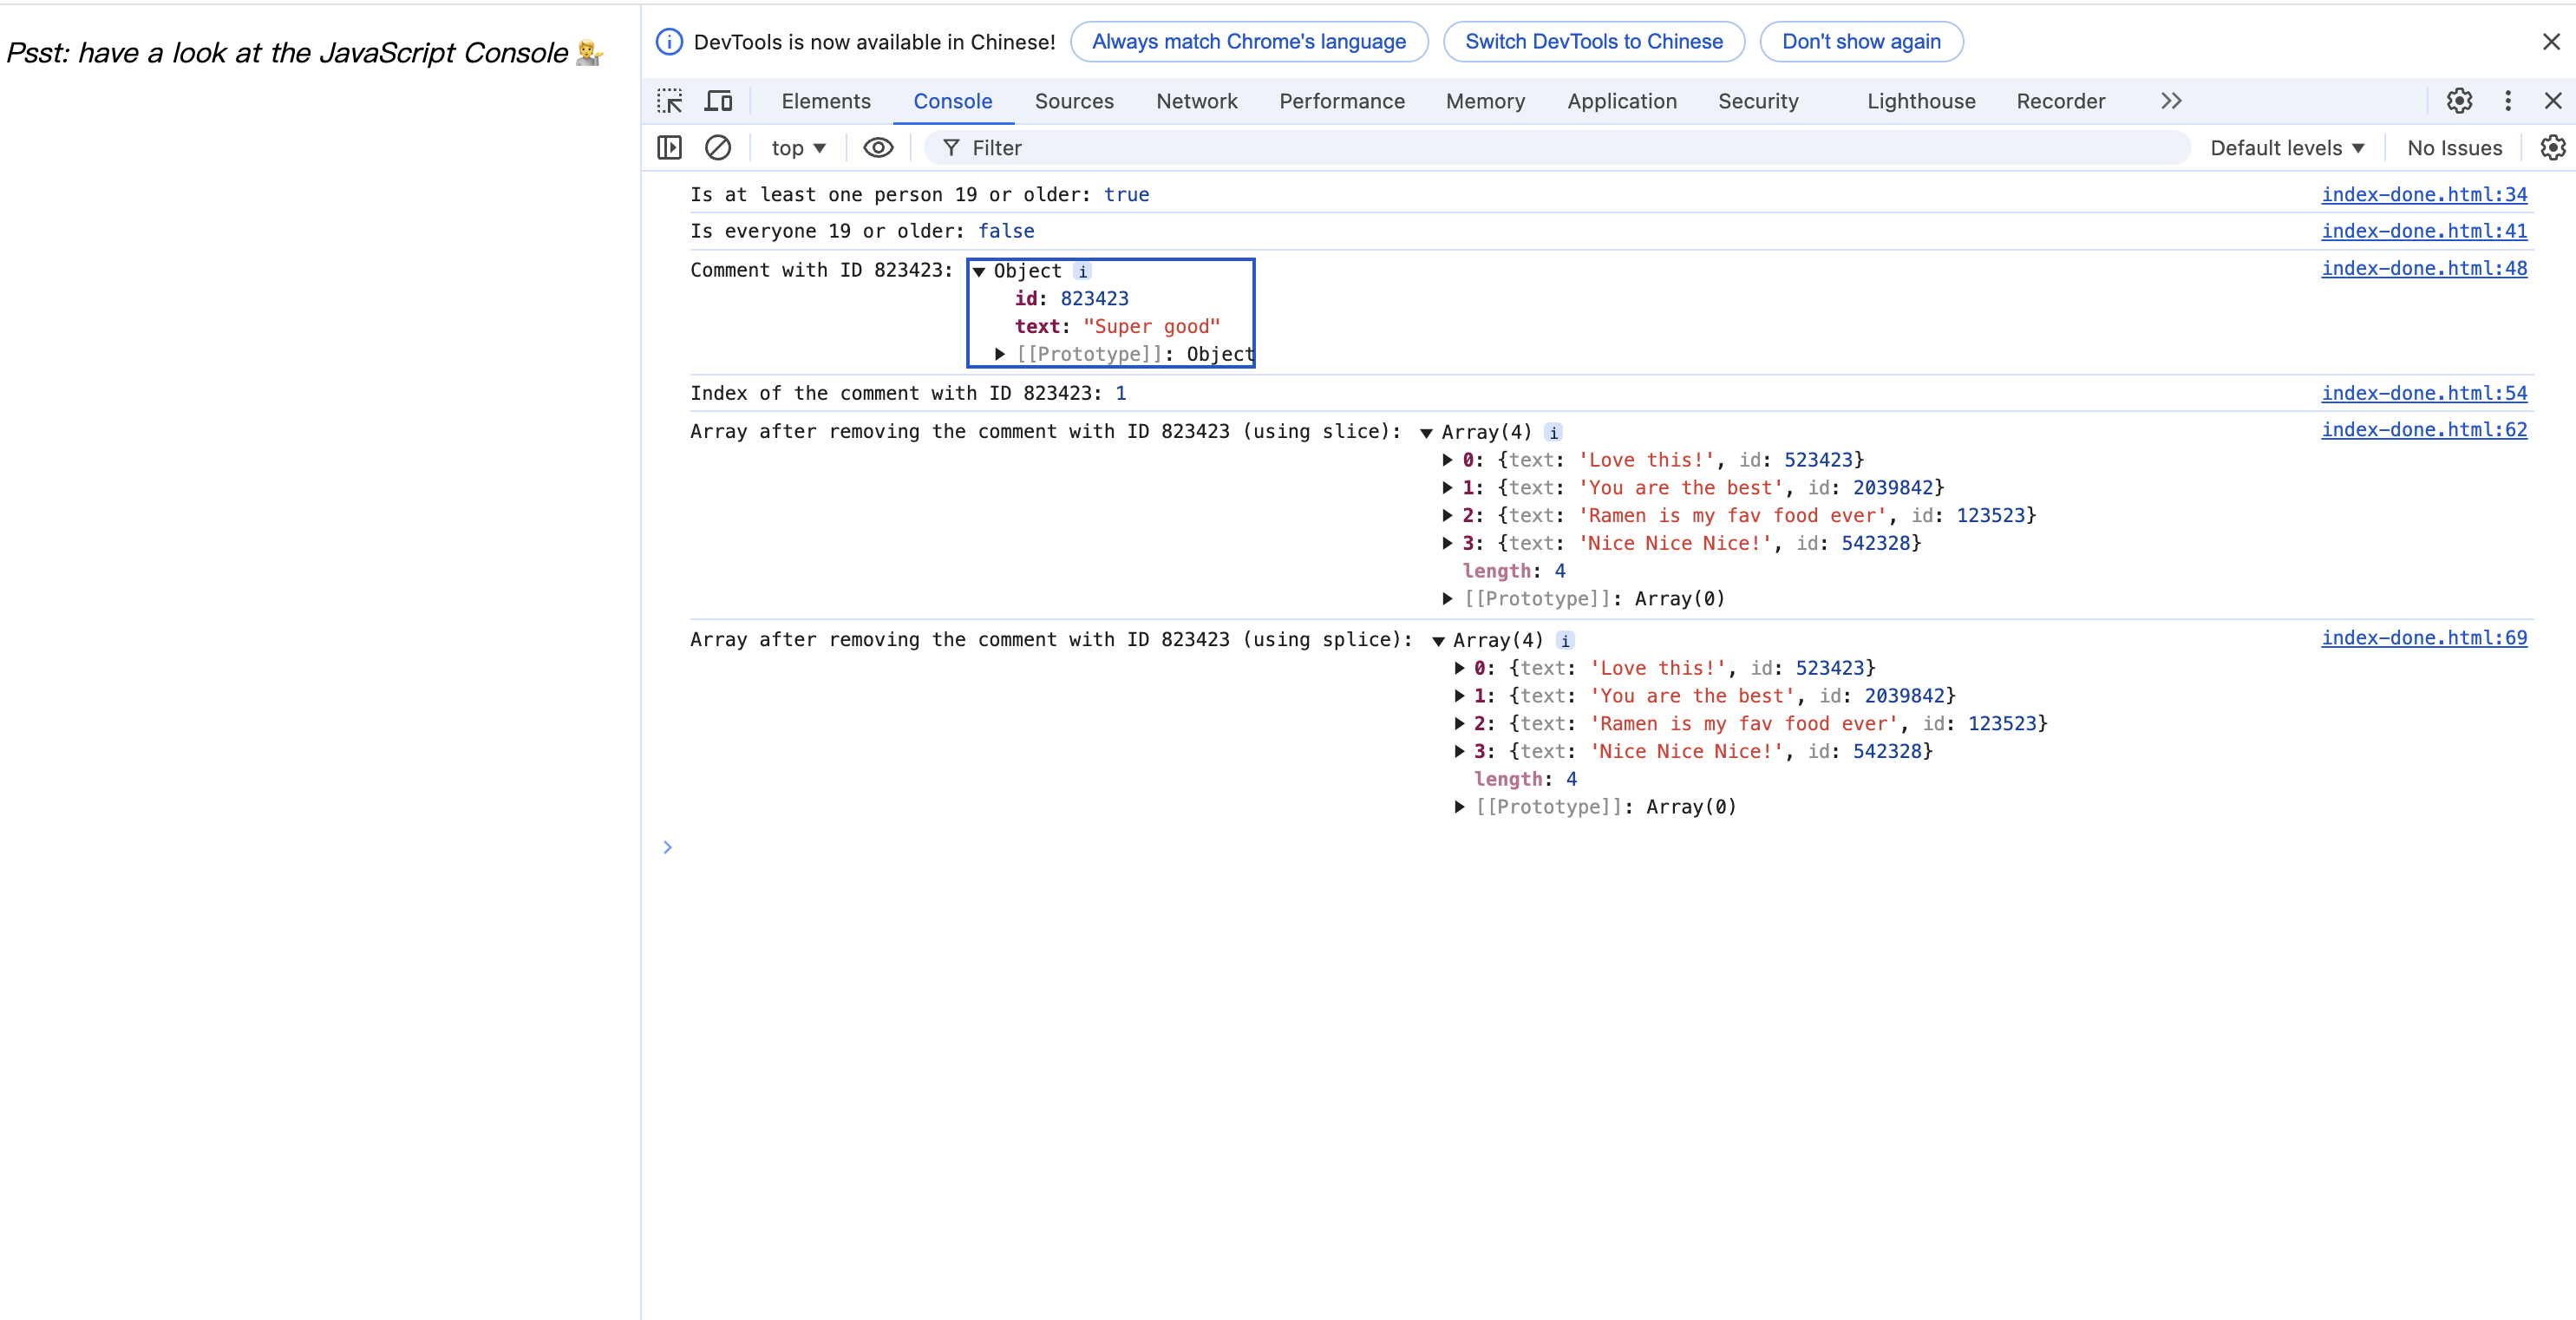 Psst: have a look at the JavaScript Console 💁
DevTools is now available in Chinese! Always match Chrome's language Switch DevTools to Chinese Don't show again
Elements Console Sources Network Performance Memory Application Security Lighthouse Recorder
top Filter Default levels No Issues
Is at least one person 19 or older: true index-done.html:34
Is everyone 19 or older: false index-done.html:41
Comment with ID 823423: Object i index-done.html:48
id: 823423
text: "Super good"
[[Prototype]]: Object
Index of the comment with ID 823423: 1 index-done.html:54
Array after removing the comment with ID 823423 (using slice): Array(4) i index-done.html:62
0: {text: 'Love this!', id: 523423}
1: {text: 'You are the best', id: 2039842}
2: {text: 'Ramen is my fav food ever', id: 123523}
3: {text: 'Nice Nice Nice!', id: 542328}
length: 4
[[Prototype]]: Array(0)
Array after removing the comment with ID 823423 (using splice): Array(4) i index-done.html:69
0: {text: 'Love this!', id: 523423}
1: {text: 'You are the best', id: 2039842}
2: {text: 'Ramen is my fav food ever', id: 123523}
3: {text: 'Nice Nice Nice!', id: 542328}
length: 4
[[Prototype]]: Array(0)